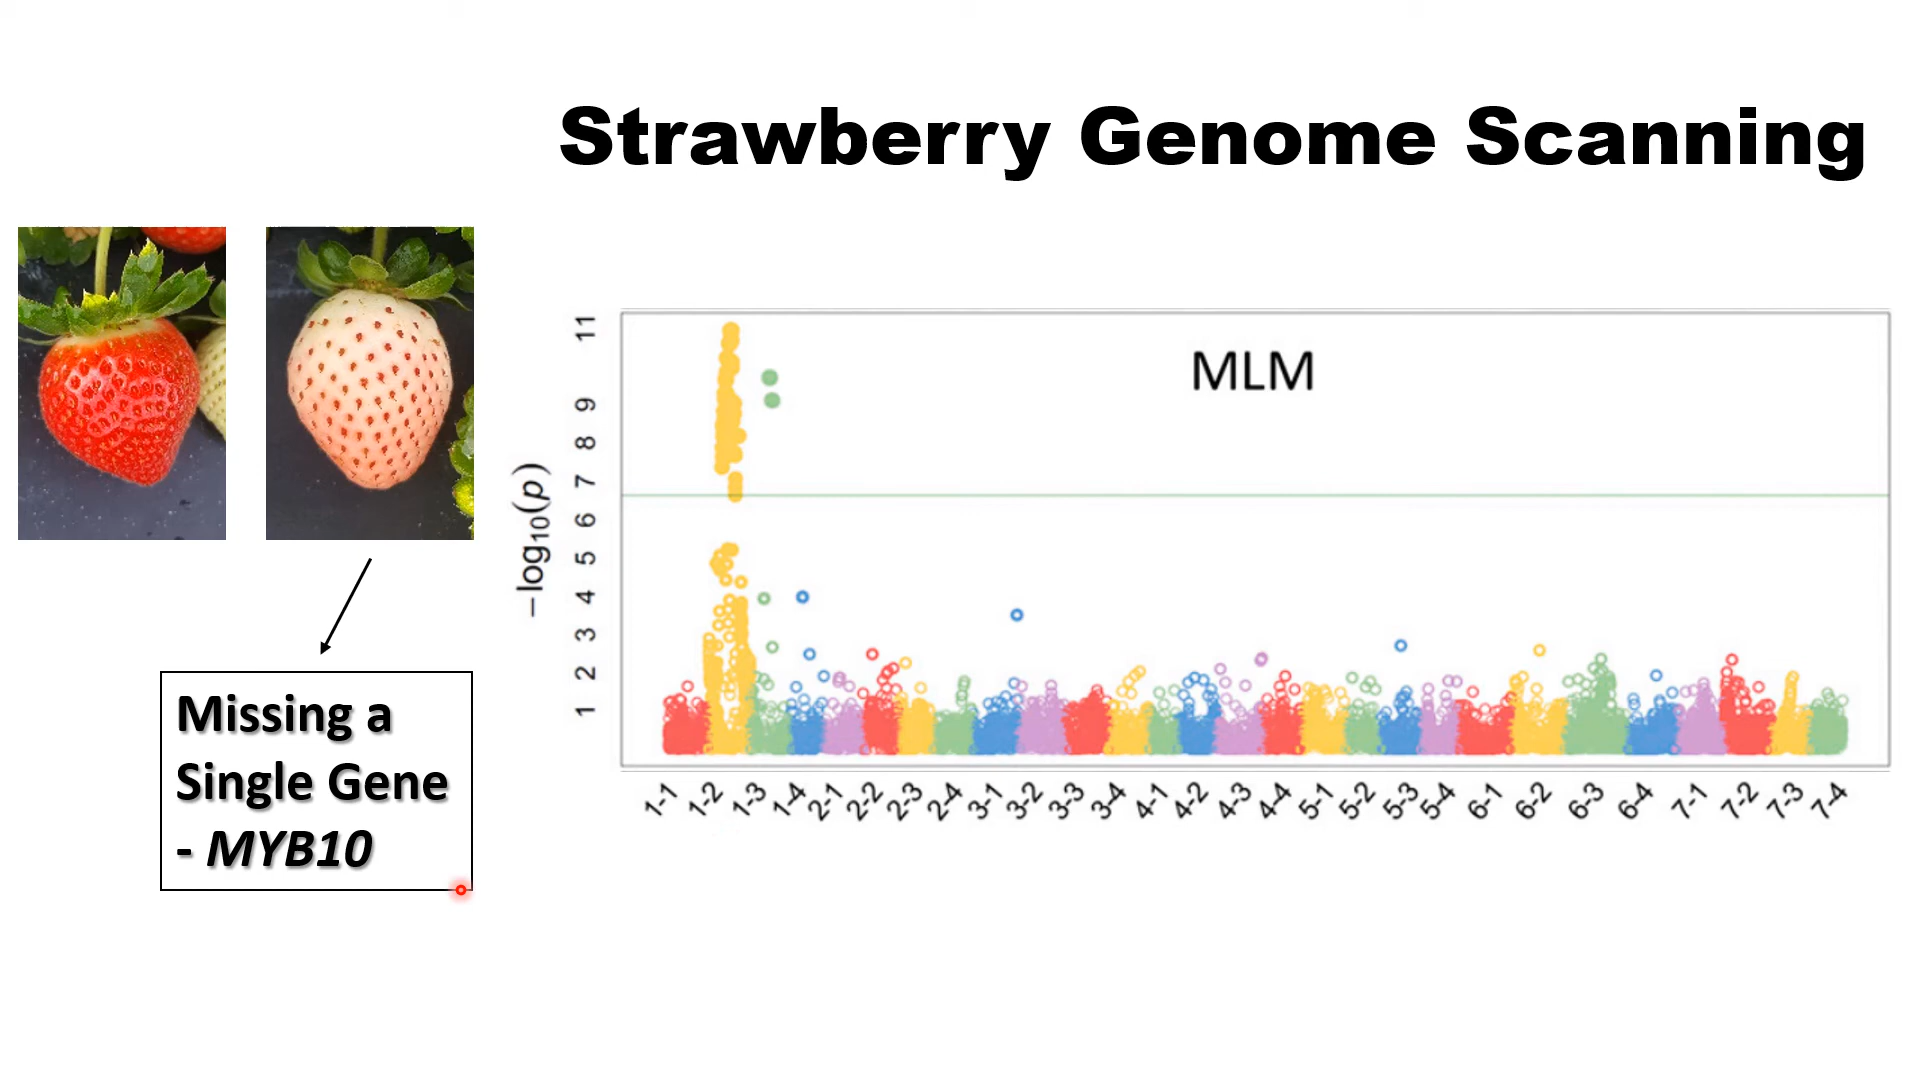 Strawberry Genome Scanning
Missing a
Single Gene
- MYB10
MLM
−log10(p)
11
9
8
7
6
5
4
3
2
1
1-1 1-2 1-3 1-4 2-1 2-2 2-3 2-4 3-1 3-2 3-3 3-4 4-1 4-2 4-3 4-4 5-1 5-2 5-3 5-4 6-1 6-2 6-3 6-4 7-1 7-2 7-3 7-4